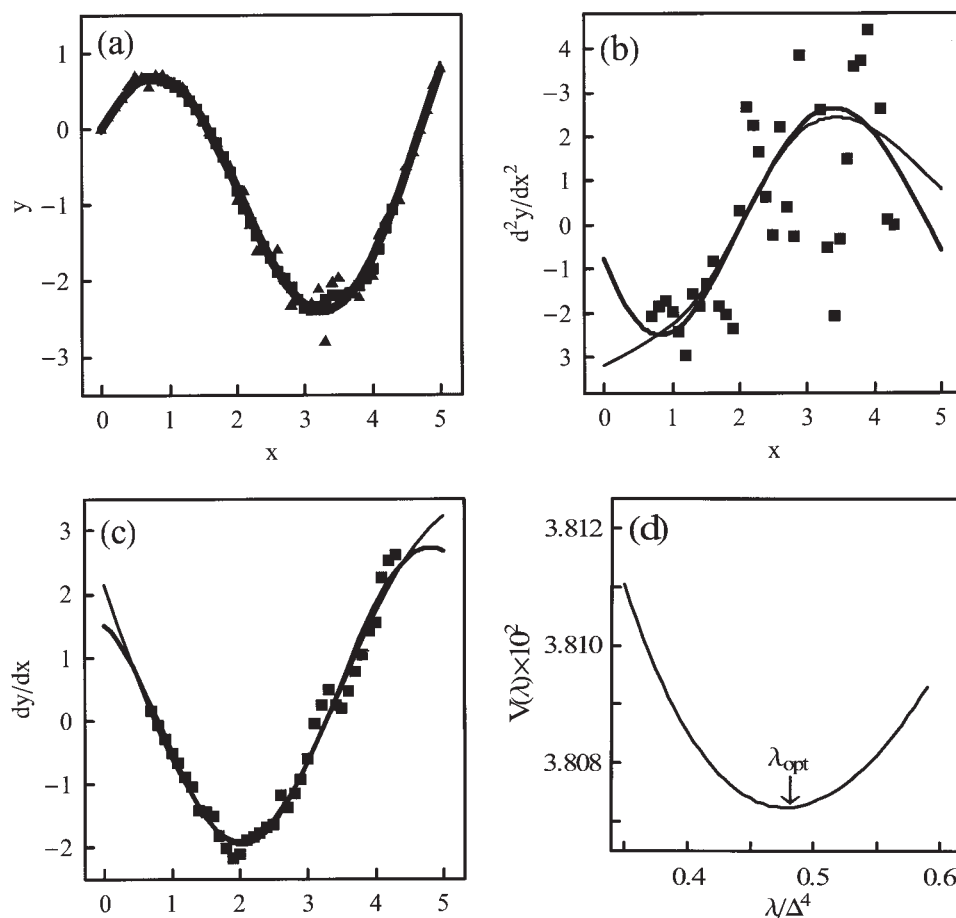 (a)
1
0
−1
−2
−3
y
0 1 2 3 4 5
x
(b)
4
−3
2
1
0
−1
−2
3
d²y/dx²
0 1 2 3 4 5
x
(c)
3
2
1
0
−1
−2
dy/dx
0 1 2 3 4 5
(d)
3.812
3.810
3.808
V(λ)×10²
λopt
0.4 0.5 0.6
λ/Δ⁴